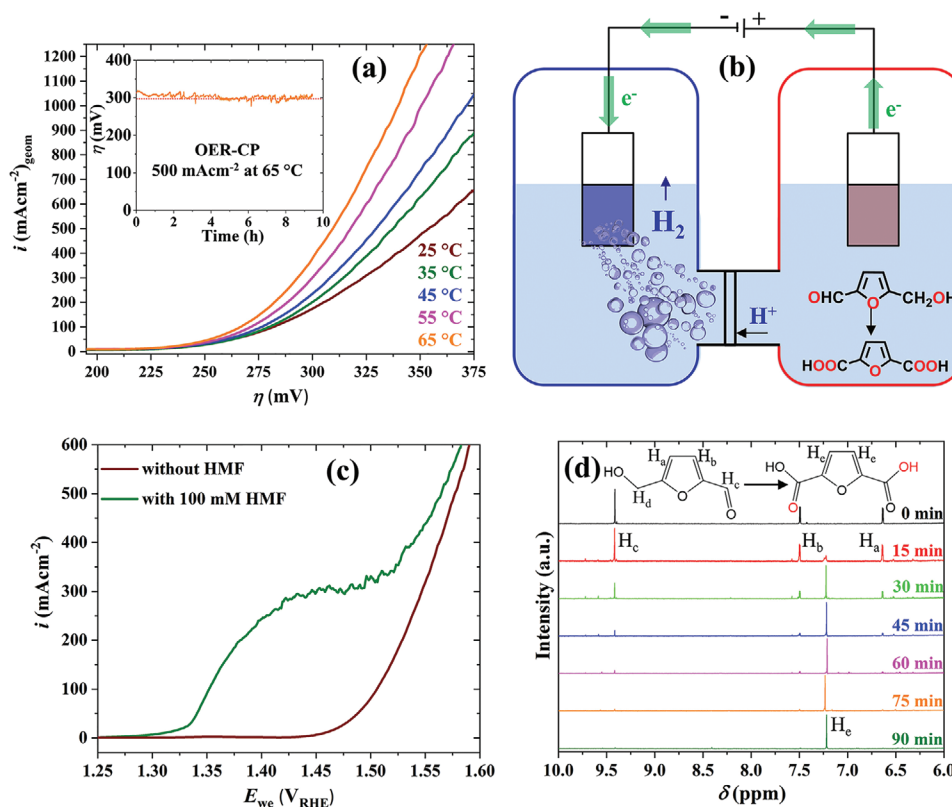 (a)
1200
1100
1000
900
800
700
600
500
400
300
200
100
0
i (mAcm⁻²)geom
400
300
200
100
0
η (mV)
OER-CP
500 mAcm⁻² at 65 °C
0 2 4 6 8 10
Time (h)
25 °C
35 °C
45 °C
55 °C
65 °C
200 225 250 275 300 325 350 375
η (mV)
(b)
- +
e⁻
e⁻
H₂
H⁺
OHC O CH₂OH
HOOC O COOH
(c)
without HMF
with 100 mM HMF
600
500
400
300
200
100
0
i (mAcm⁻²)
1.25 1.30 1.35 1.40 1.45 1.50 1.55 1.60
Ewe (VRHE)
(d)
Ha Hb
HO Hc
Hd O O
He He
HO OH
O O O
0 min
Hc Hb Ha
15 min
30 min
45 min
60 min
75 min
He
90 min
Intensity (a.u.)
10.0 9.5 9.0 8.5 8.0 7.5 7.0 6.5 6.0
δ (ppm)